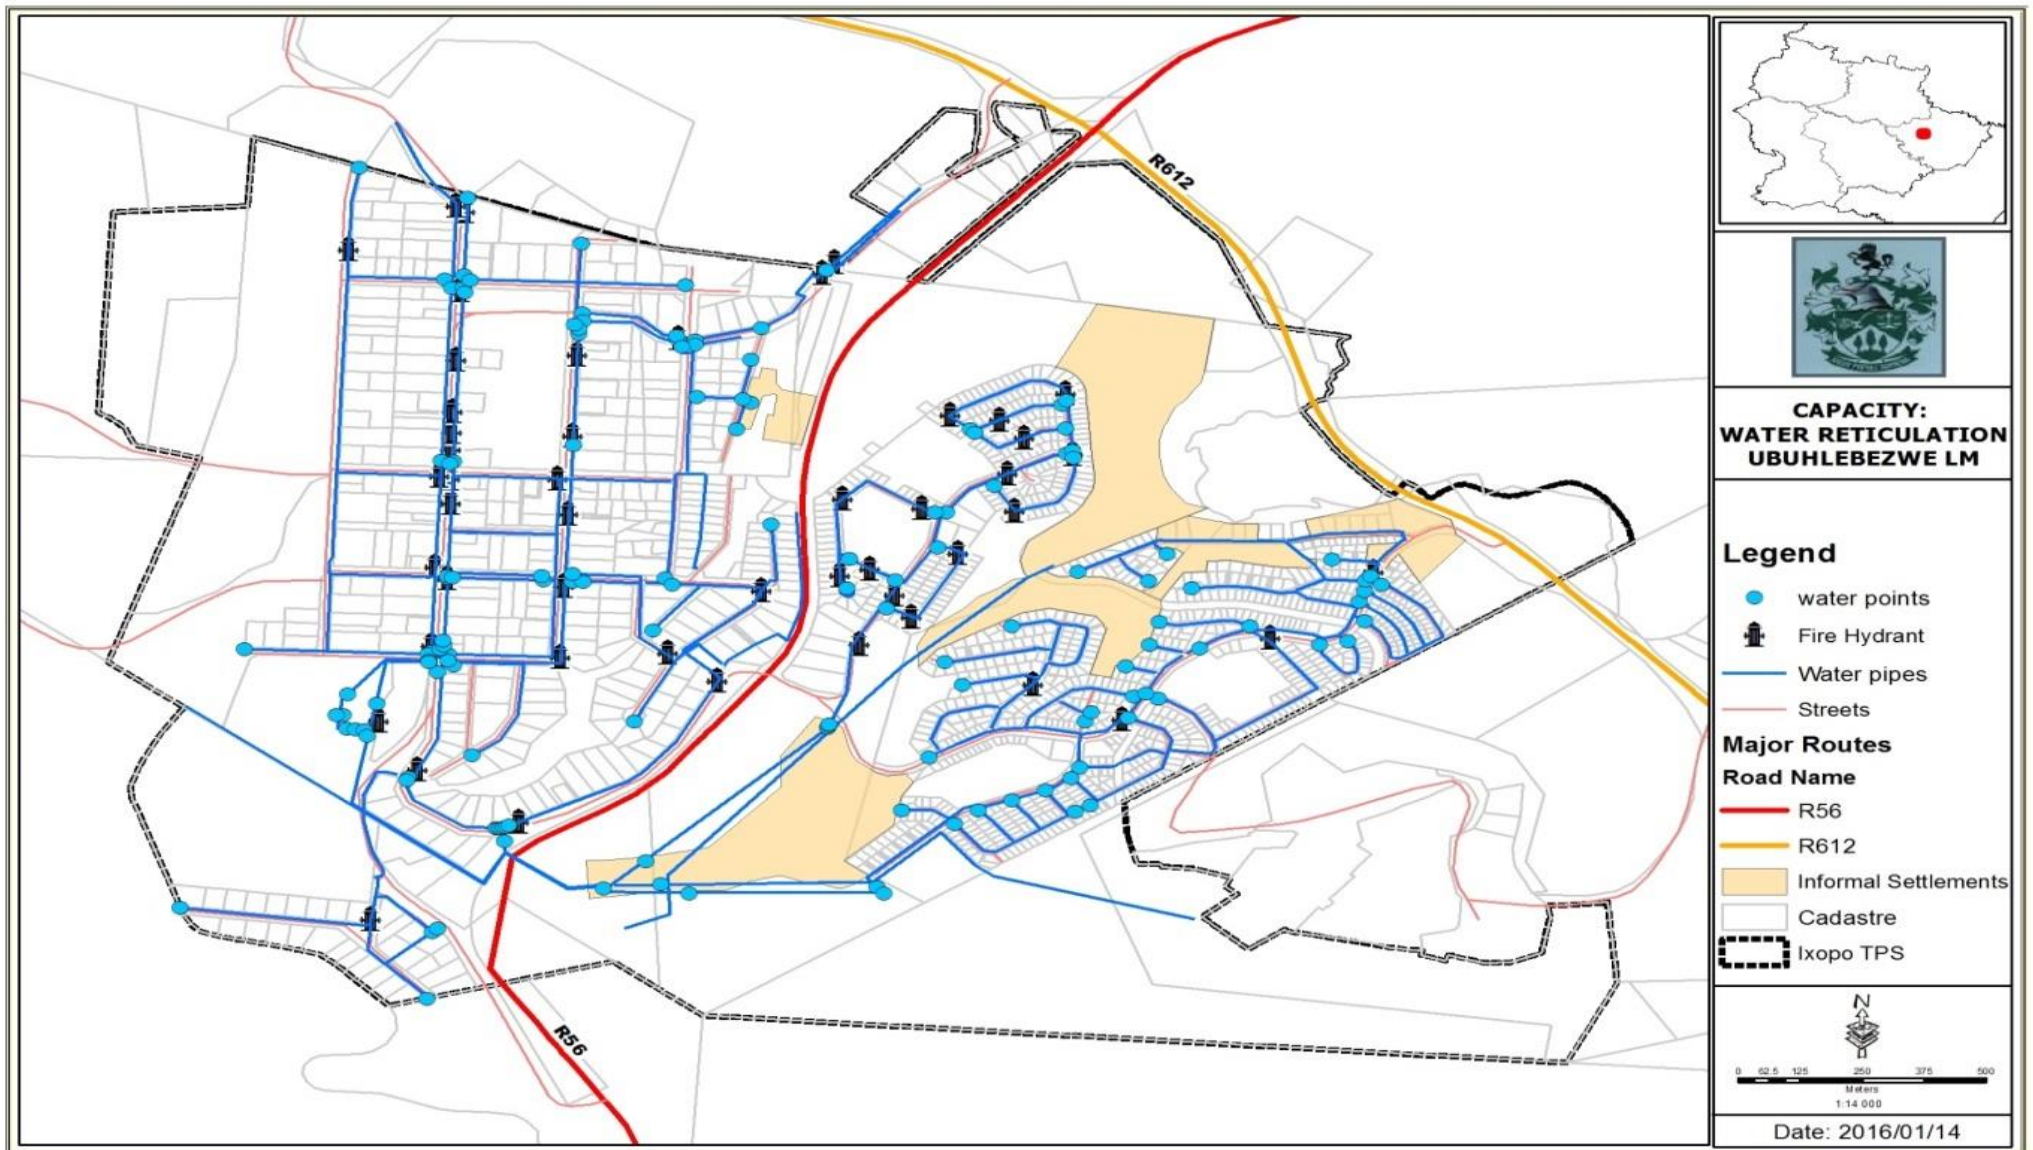 R612
R56
CAPACITY:
WATER RETICULATION
UBUHLEBEZWE LM
Legend
water points
Fire Hydrant
Water pipes
Streets
Major Routes
Road Name
R56
R612
Informal Settlements
Cadastre
Ixopo TPS
N
0 62.5 125 250 375 500
Meters
1:14 000
Date: 2016/01/14